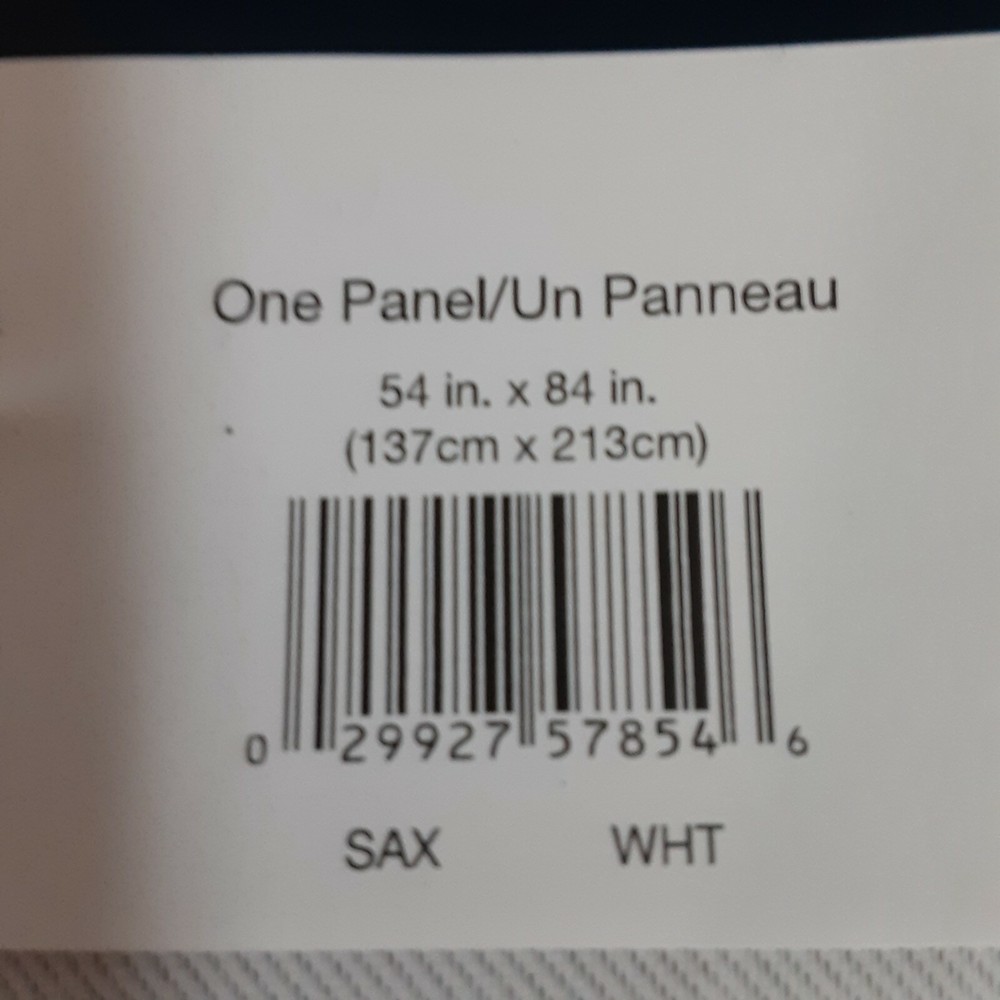 One Panel/Un Panneau
54 in. x 84 in.
(137cm x 213cm)
0 29927 57854 6
SAX WHT